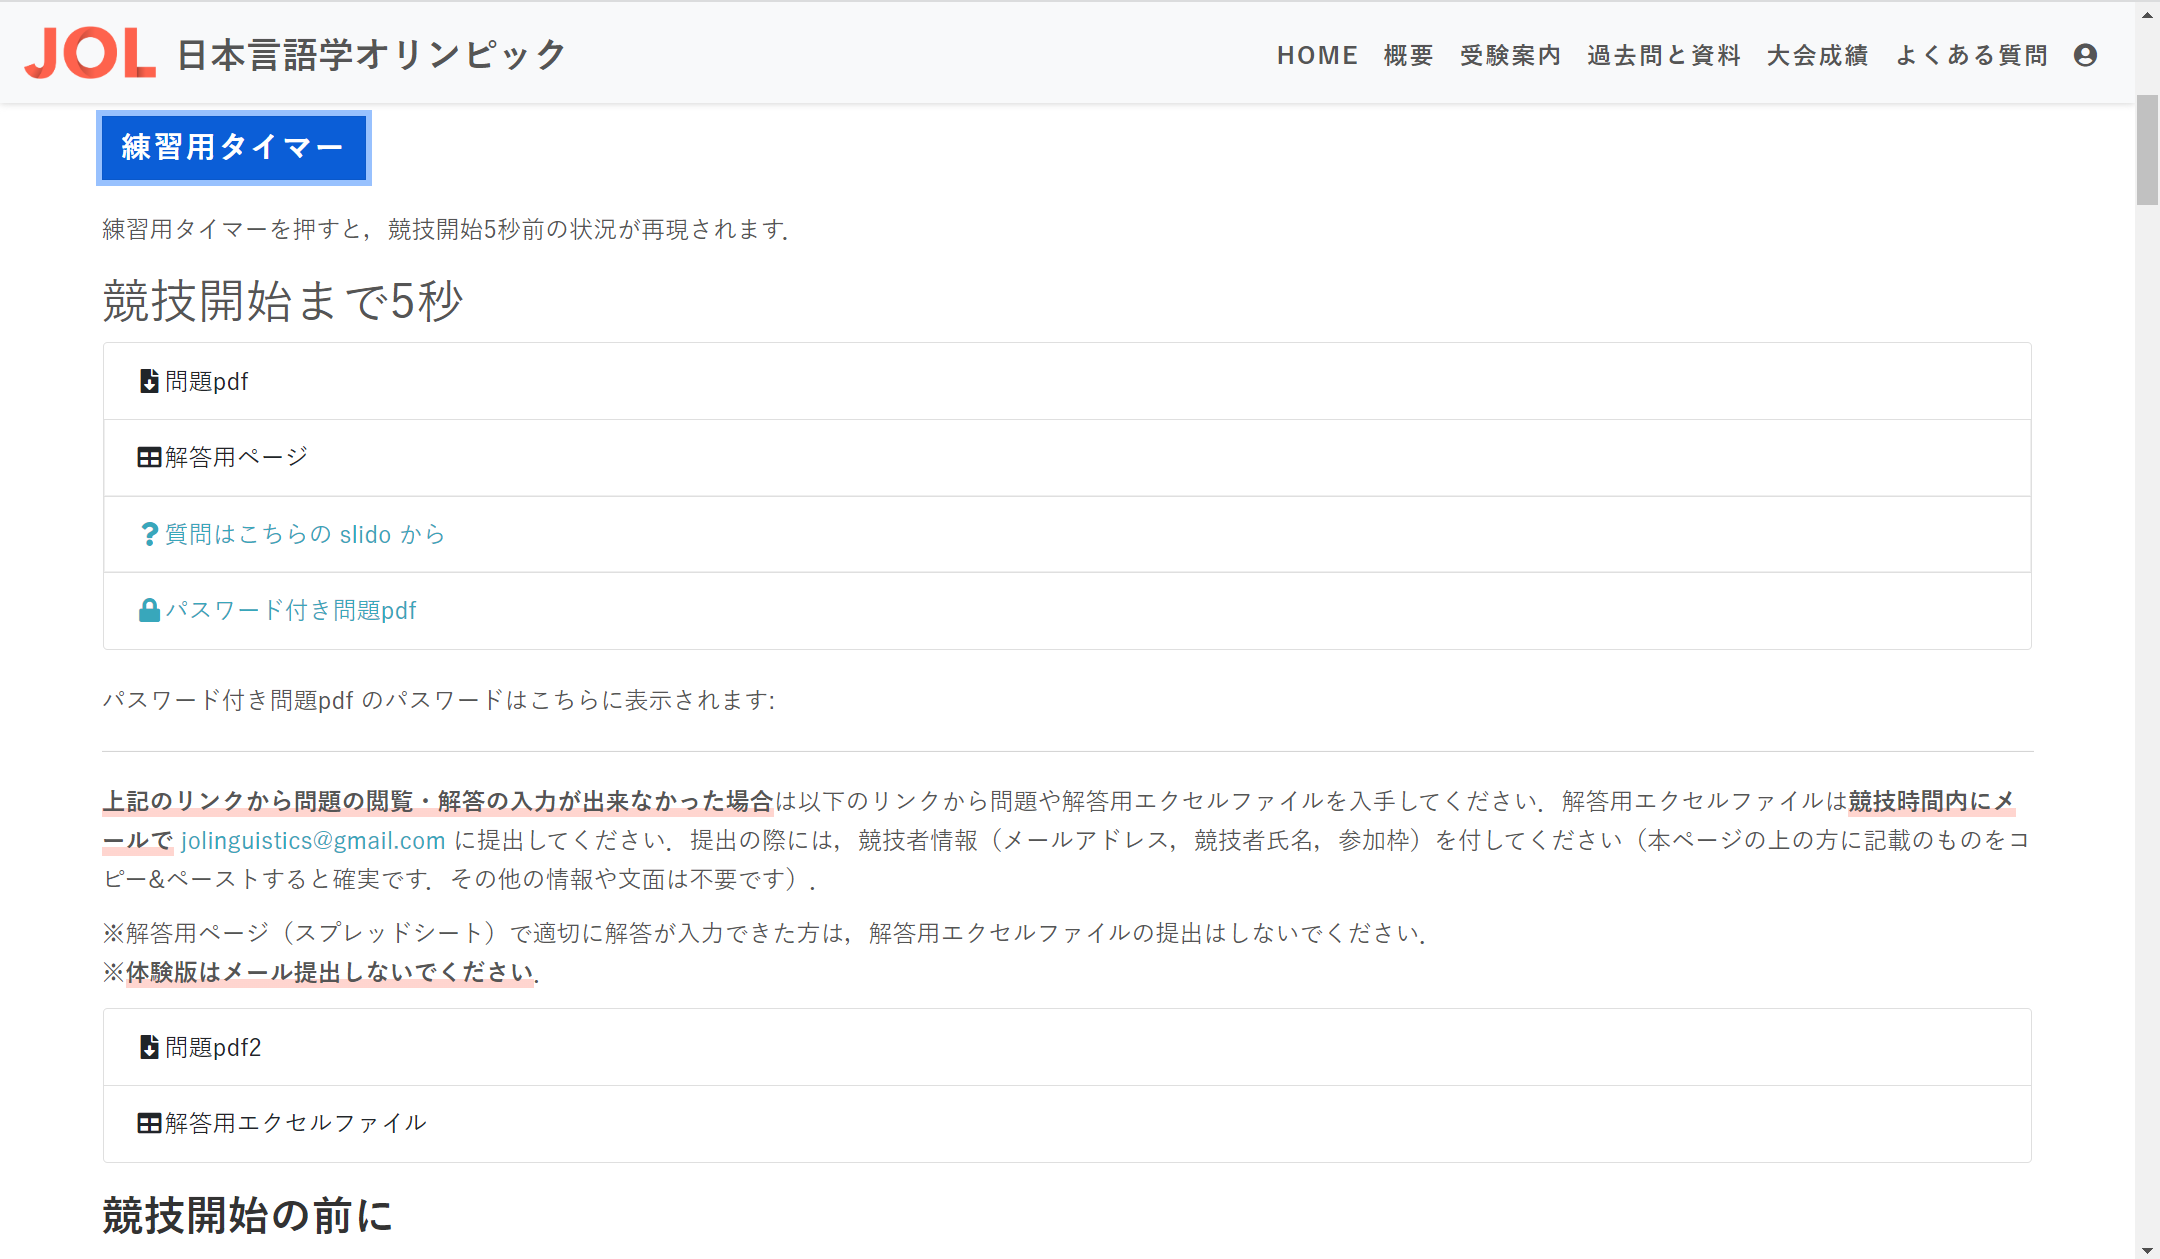 JOL 日本言語学オリンピック
HOME 概要 受験案内 過去問と資料 大会成績 よくある質問
練習用タイマー
練習用タイマーを押すと，競技開始5秒前の状況が再現されます．
競技開始まで5秒
問題pdf
解答用ページ
質問はこちらの slido から
パスワード付き問題pdf
パスワード付き問題pdf のパスワードはこちらに表示されます:
上記のリンクから問題の閲覧・解答の入力が出来なかった場合は以下のリンクから問題や解答用エクセルファイルを入手してください．解答用エクセルファイルは競技時間内にメ
ールで jolinguistics@gmail.com に提出してください．提出の際には，競技者情報（メールアドレス，競技者氏名，参加枠）を付してください（本ページの上の方に記載のものをコ
ピー&ペーストすると確実です．その他の情報や文面は不要です）．
※解答用ページ（スプレッドシート）で適切に解答が入力できた方は，解答用エクセルファイルの提出はしないでください．
※体験版はメール提出しないでください．
問題pdf2
解答用エクセルファイル
競技開始の前に